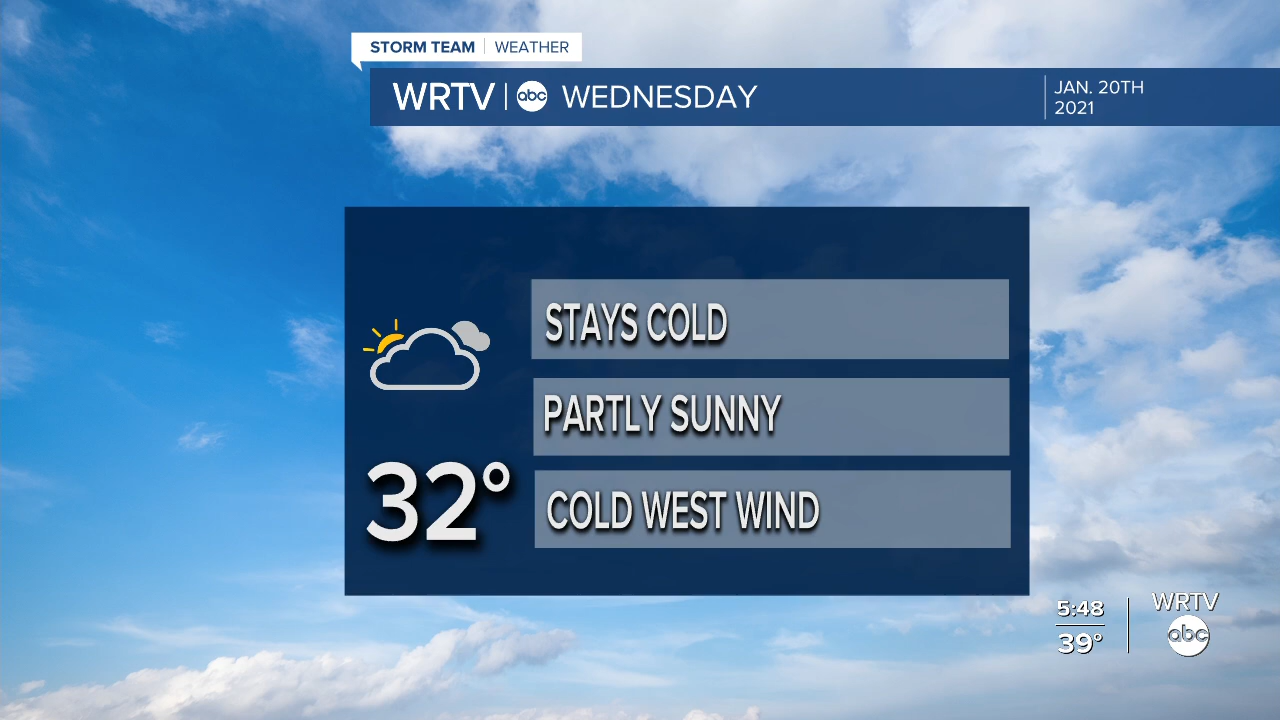 STORM TEAM | WEATHER
WRTV | abc WEDNESDAY
JAN. 20TH
2021
STAYS COLD
PARTLY SUNNY
32°
COLD WEST WIND
5:48
39°
WRTV
abc